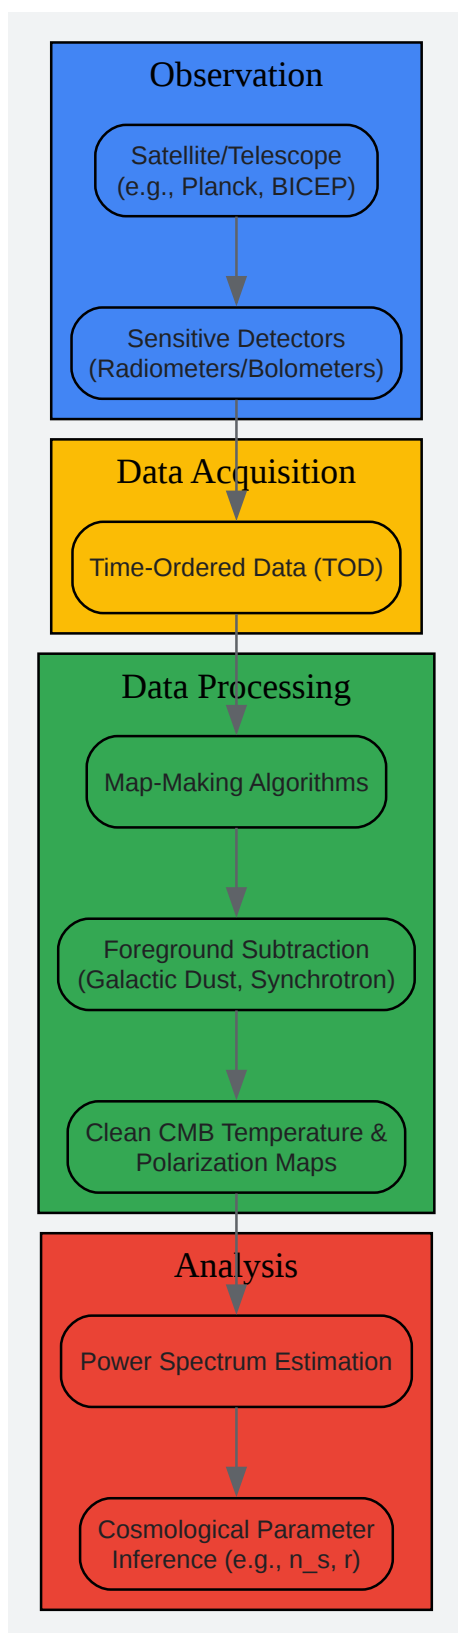 Observation
Satellite/Telescope
(e.g., Planck, BICEP)
Sensitive Detectors
(Radiometers/Bolometers)
Data Acquisition
Time-Ordered Data (TOD)
Data Processing
Map-Making Algorithms
Foreground Subtraction
(Galactic Dust, Synchrotron)
Clean CMB Temperature &
Polarization Maps
Analysis
Power Spectrum Estimation
Cosmological Parameter
Inference (e.g., n_s, r)